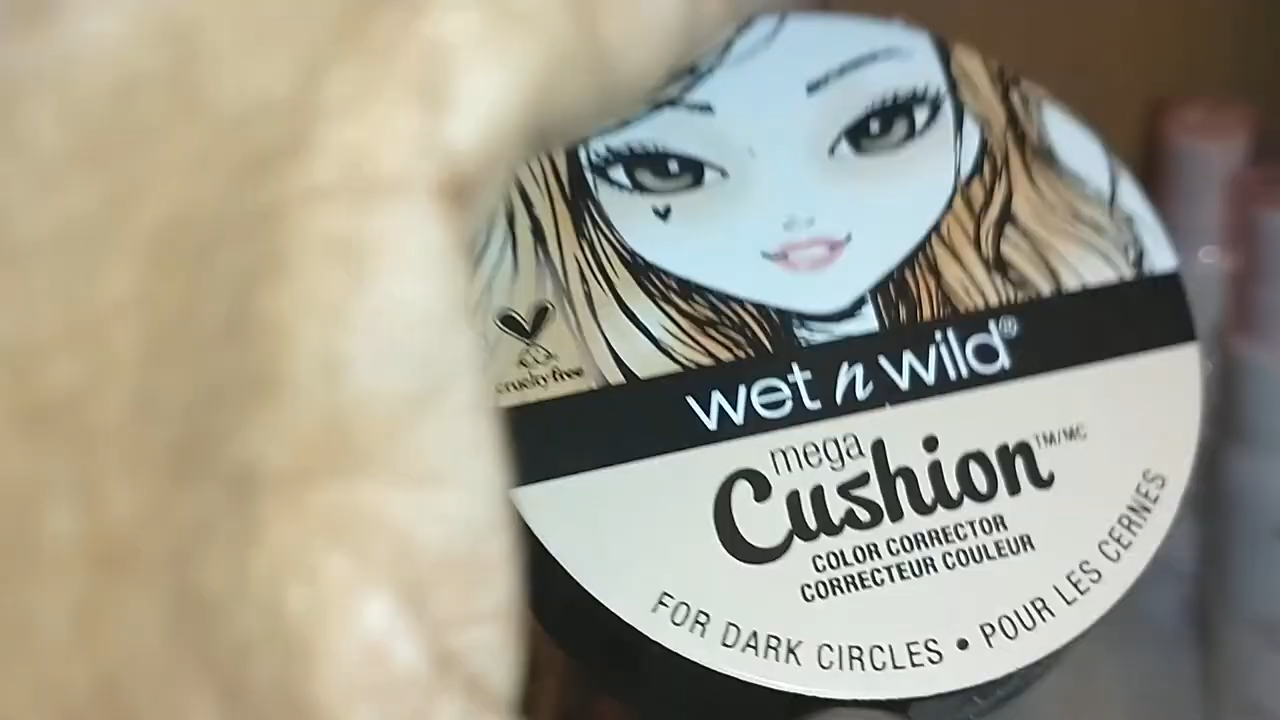 cruelty free
wet n wild®
mega
Cushion™/MC
COLOR CORRECTOR
CORRECTEUR COULEUR
FOR DARK CIRCLES • POUR LES CERNES